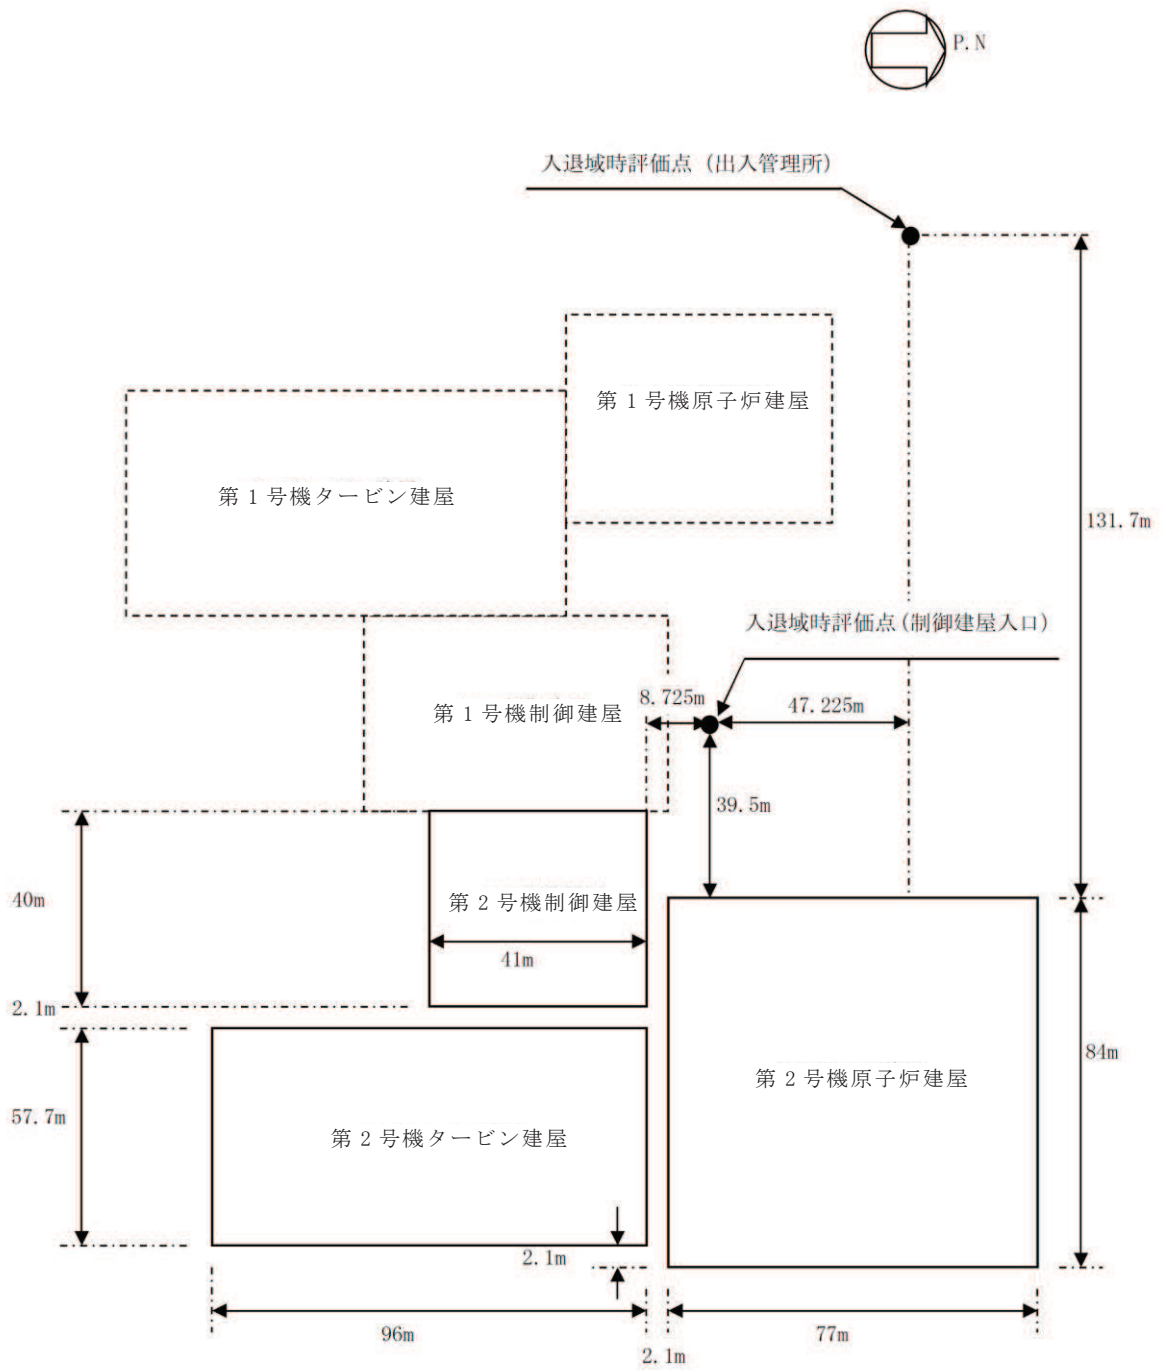 P.N
入退域時評価点（出入管理所）
第１号機原子炉建屋
第１号機タービン建屋
131.7m
入退域時評価点(制御建屋入口)
8.725m
47.225m
第１号機制御建屋
39.5m
40m
第２号機制御建屋
41m
2.1m
84m
第２号機原子炉建屋
57.7m
第２号機タービン建屋
2.1m
96m
77m
2.1m